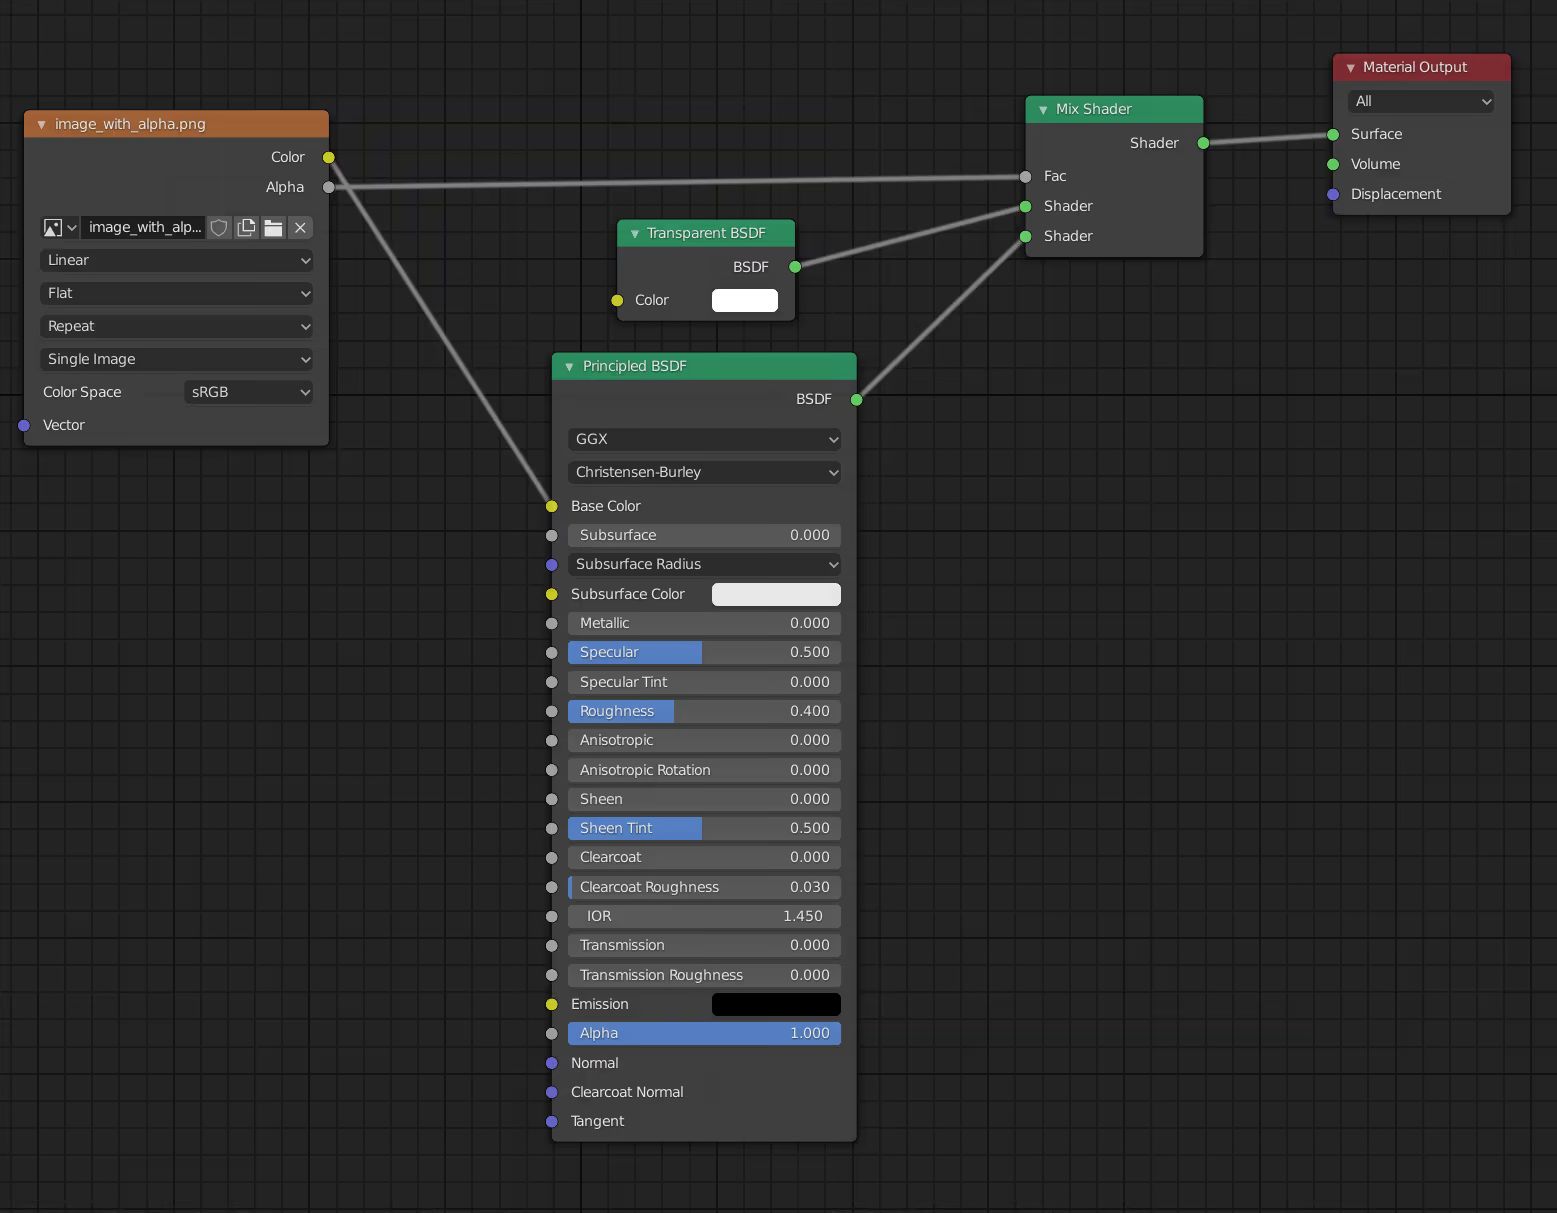 image_with_alpha.png
Color
Alpha
image_with_alp...
Linear
Flat
Repeat
Single Image
Color Space sRGB
Vector
Transparent BSDF
BSDF
Color
Principled BSDF
BSDF
GGX
Christensen-Burley
Base Color
Subsurface 0.000
Subsurface Radius
Subsurface Color
Metallic 0.000
Specular 0.500
Specular Tint 0.000
Roughness 0.400
Anisotropic 0.000
Anisotropic Rotation 0.000
Sheen 0.000
Sheen Tint 0.500
Clearcoat 0.000
Clearcoat Roughness 0.030
IOR 1.450
Transmission 0.000
Transmission Roughness 0.000
Emission
Alpha 1.000
Normal
Clearcoat Normal
Tangent
Mix Shader
Shader
Fac
Shader
Shader
Material Output
All
Surface
Volume
Displacement